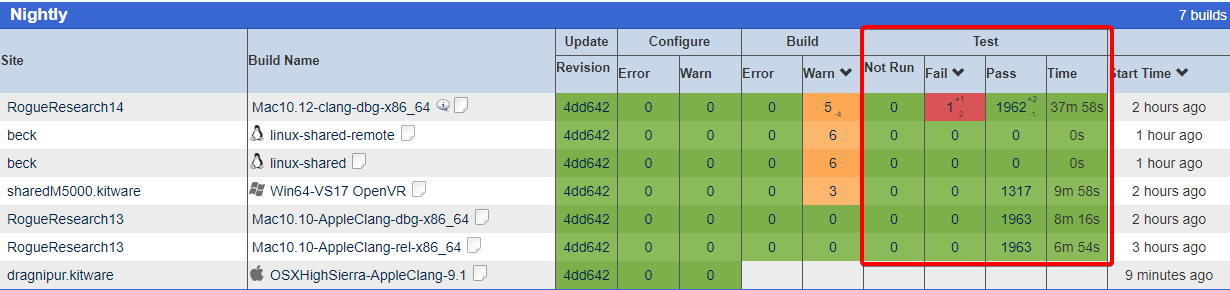 Nightly 7 builds
Update Configure Build Test
Site Build Name Revision Error Warn Error Warn Not Run Fail Pass Time Start Time
RogueResearch14 Mac10.12-clang-dbg-x86_64 4dd642 0 0 0 5 -4 0 1 +1 -2 1962 +2 -1 37m 58s 2 hours ago
beck linux-shared-remote 4dd642 0 0 0 6 0 0 0 0s 1 hour ago
beck linux-shared 4dd642 0 0 0 6 0 0 0 0s 1 hour ago
sharedM5000.kitware Win64-VS17 OpenVR 4dd642 0 0 0 3 0 0 1317 9m 58s 2 hours ago
RogueResearch13 Mac10.10-AppleClang-dbg-x86_64 4dd642 0 0 0 0 0 0 1963 8m 16s 2 hours ago
RogueResearch13 Mac10.10-AppleClang-rel-x86_64 4dd642 0 0 0 0 0 0 1963 6m 54s 3 hours ago
dragnipur.kitware OSXHighSierra-AppleClang-9.1 4dd642 0 0 9 minutes ago